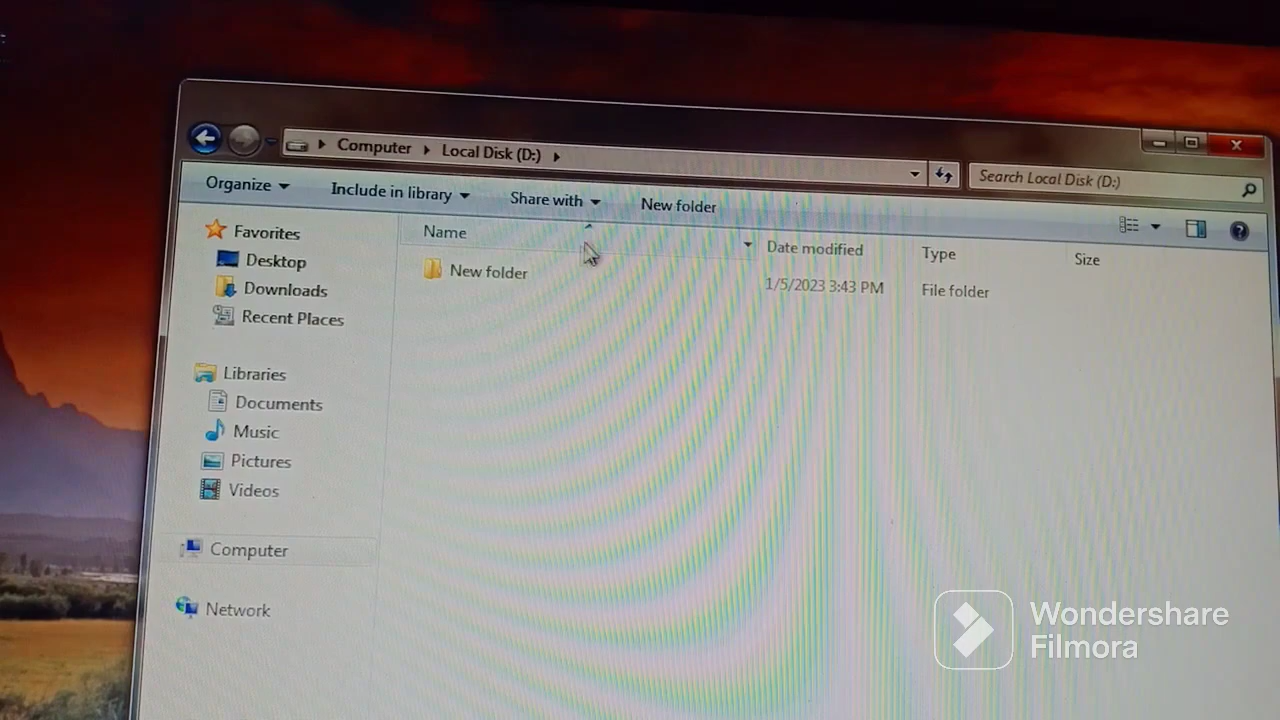 Computer
Local Disk (D:)
Search Local Disk (D:)
Organize
Include in library
Share with
New folder
Favorites
Desktop
Downloads
Recent Places
Libraries
Documents
Music
Pictures
Videos
Computer
Network
Name
Date modified
Type
Size
New folder
1/5/2023 3:43 PM
File folder
Wondershare
Filmora